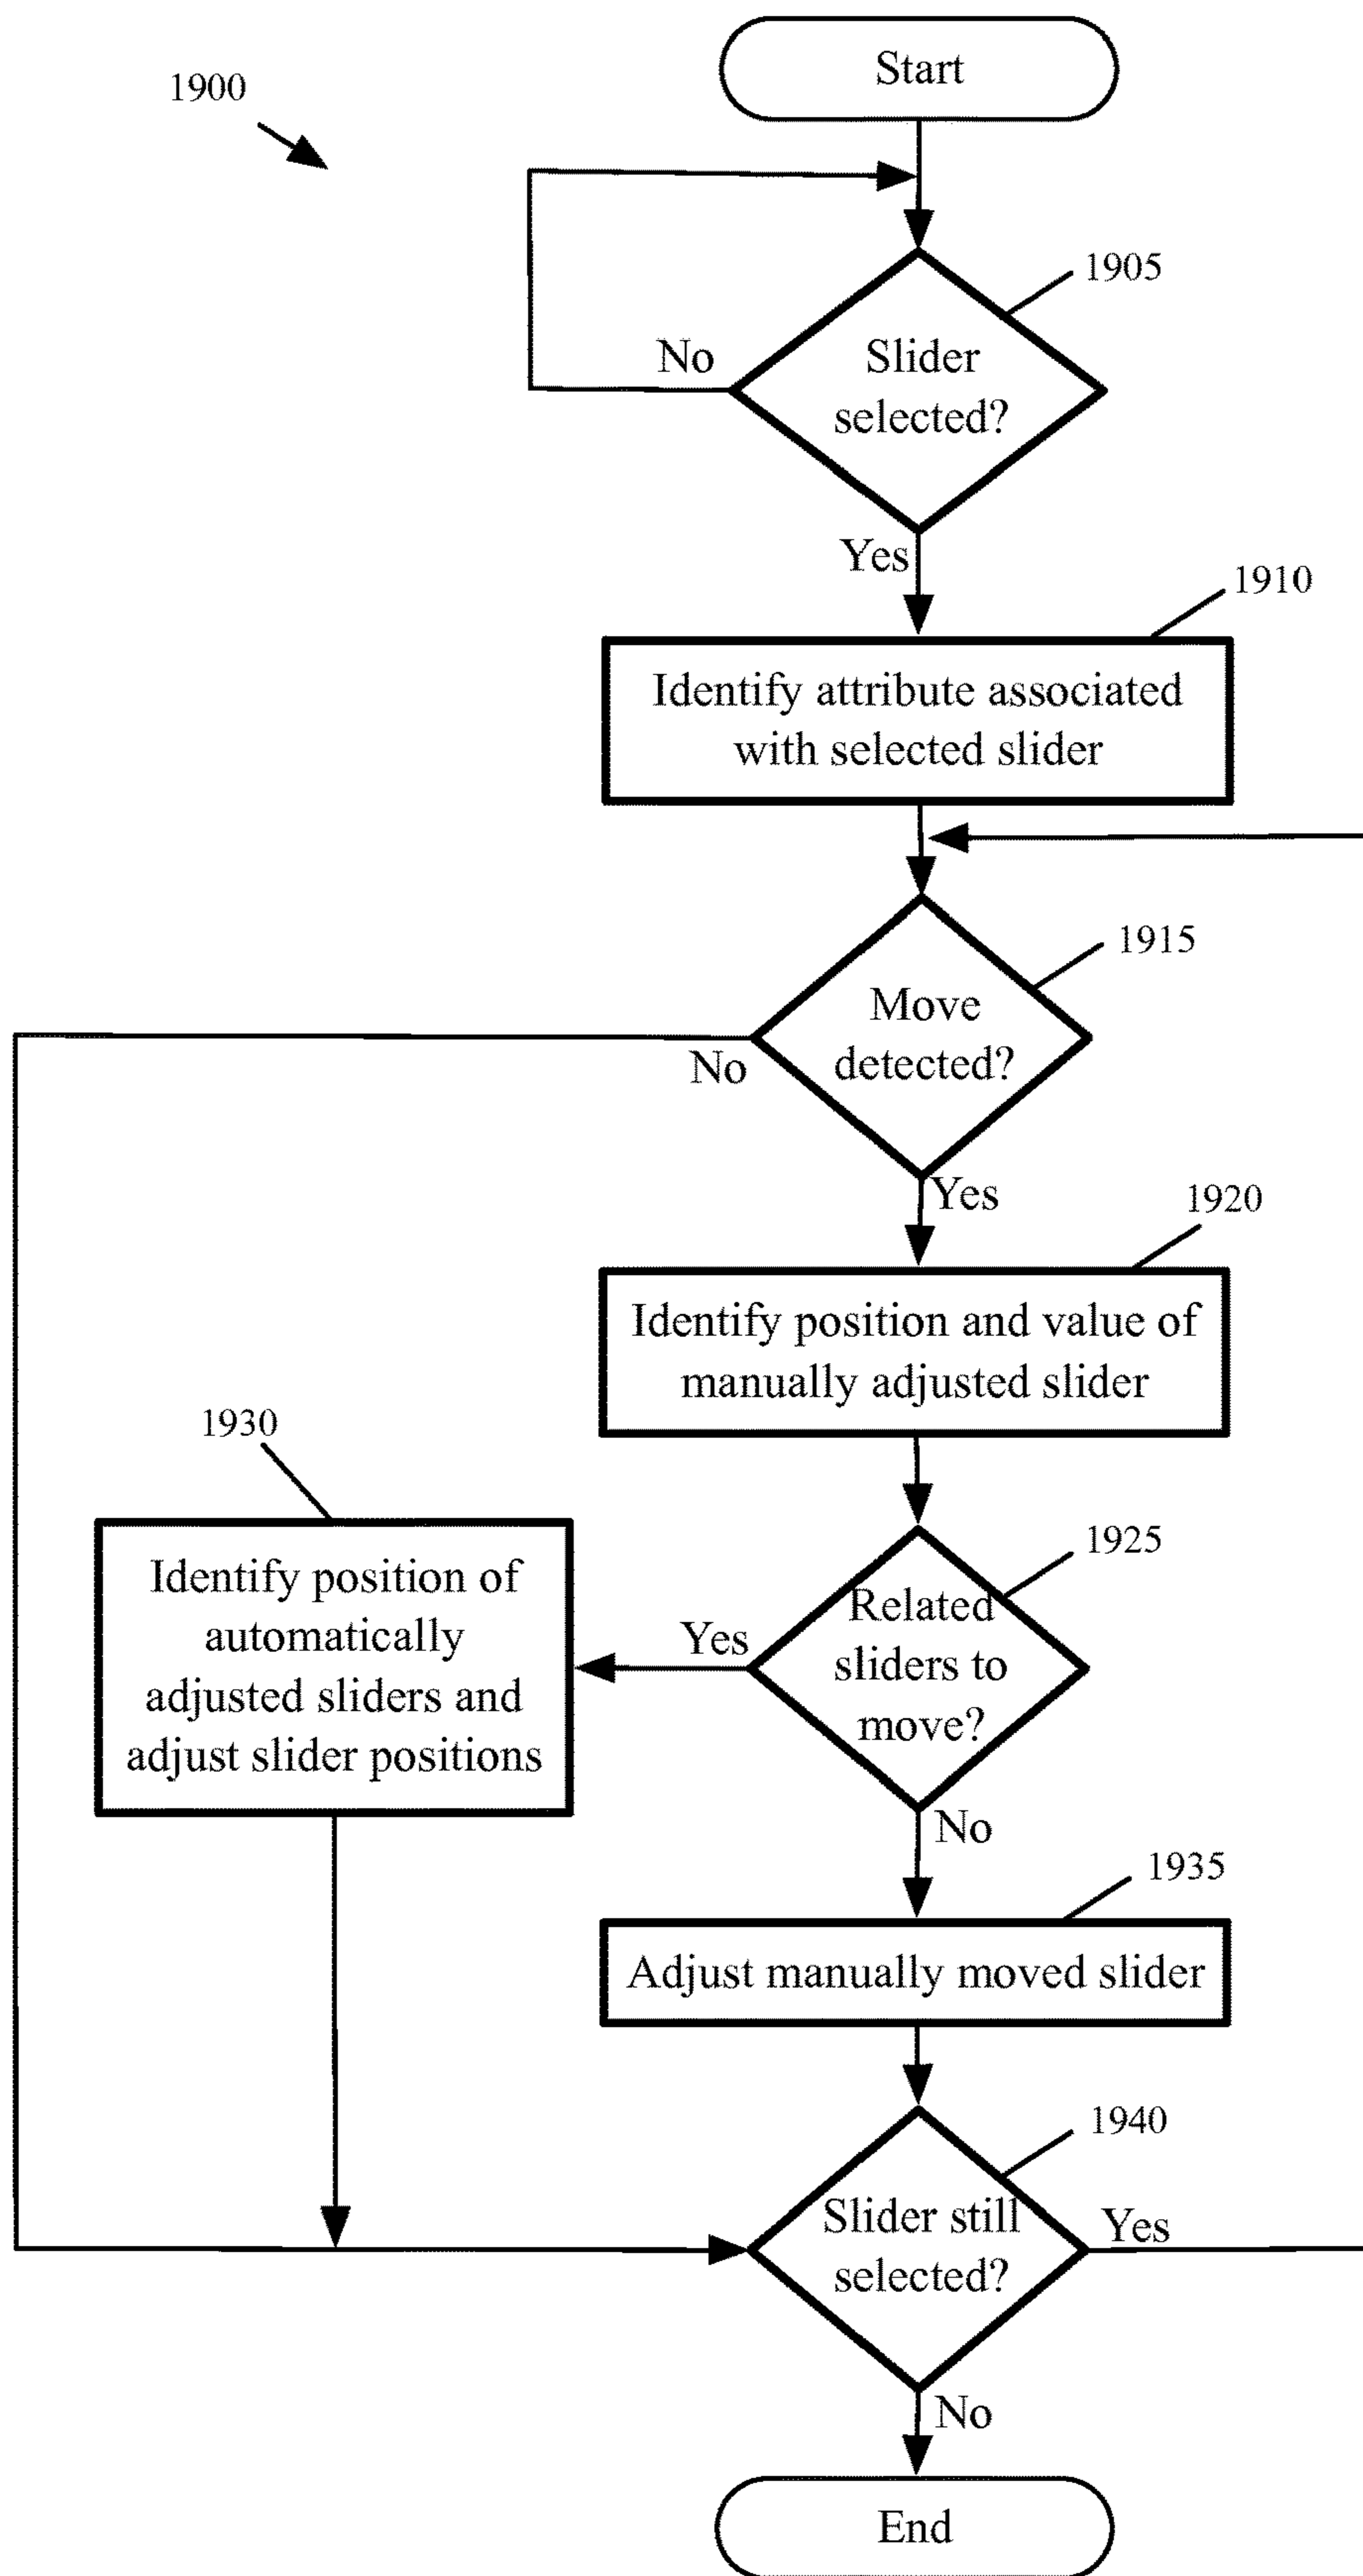 Start
1900
1905
Slider
selected?
No
Yes
1910
Identify attribute associated
with selected slider
1915
Move
detected?
No
Yes
1920
Identify position and value of
manually adjusted slider
1930
1925
Identify position of
automatically
adjusted sliders and
adjust slider positions
Yes
Related
sliders to
move?
No
1935
Adjust manually moved slider
1940
Slider still
selected?
Yes
No
End